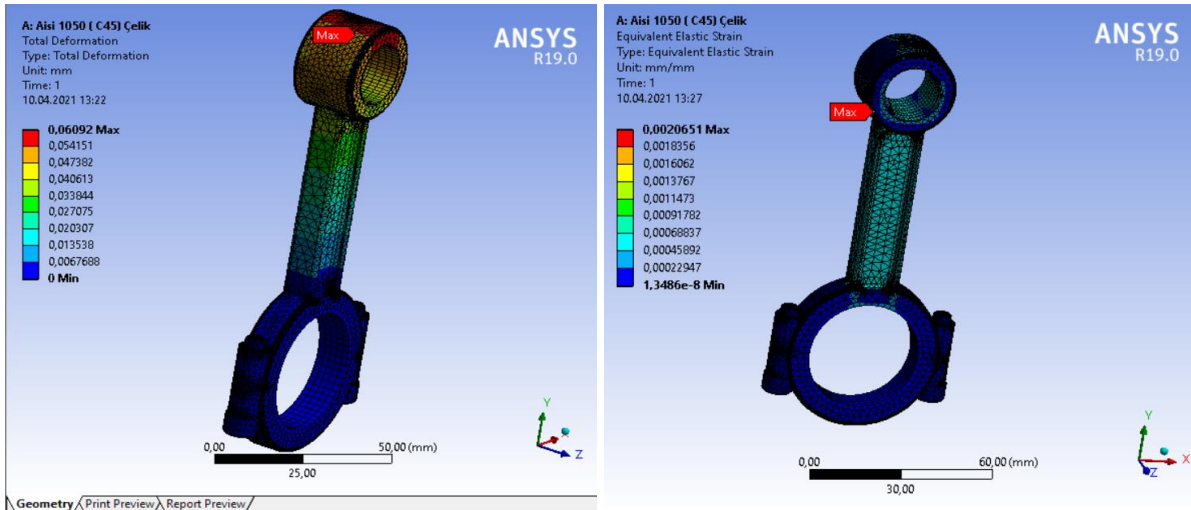 A: Aisi 1050 ( C45) Çelik
Total Deformation
Type: Total Deformation
Unit: mm
Time: 1
10.04.2021 13:22
0,06092 Max
0,054151
0,047382
0,040613
0,033844
0,027075
0,020307
0,013538
0,0067688
0 Min
Max
ANSYS
R19.0
0,00
50,00 (mm)
25,00
Y
X
Z
Geometry
Print Preview
Report Preview
A: Aisi 1050 ( C45) Çelik
Equivalent Elastic Strain
Type: Equivalent Elastic Strain
Unit: mm/mm
Time: 1
10.04.2021 13:27
0,0020651 Max
0,0018356
0,0016062
0,0013767
0,0011473
0,00091782
0,00068837
0,00045892
0,00022947
1,3486e-8 Min
Max
ANSYS
R19.0
0,00
60,00 (mm)
30,00
Y
X
Z